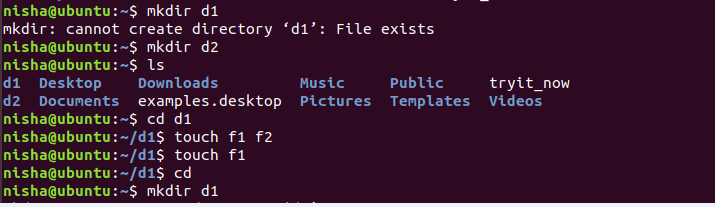 nisha@ubuntu:~$ mkdir d1
mkdir: cannot create directory ‘d1’: File exists
nisha@ubuntu:~$ mkdir d2
nisha@ubuntu:~$ ls
d1  Desktop    Downloads         Music     Public     tryit_now
d2  Documents  examples.desktop  Pictures  Templates  Videos
nisha@ubuntu:~$ cd d1
nisha@ubuntu:~/d1$ touch f1 f2
nisha@ubuntu:~/d1$ touch f1
nisha@ubuntu:~/d1$ cd
nisha@ubuntu:~$ mkdir d1